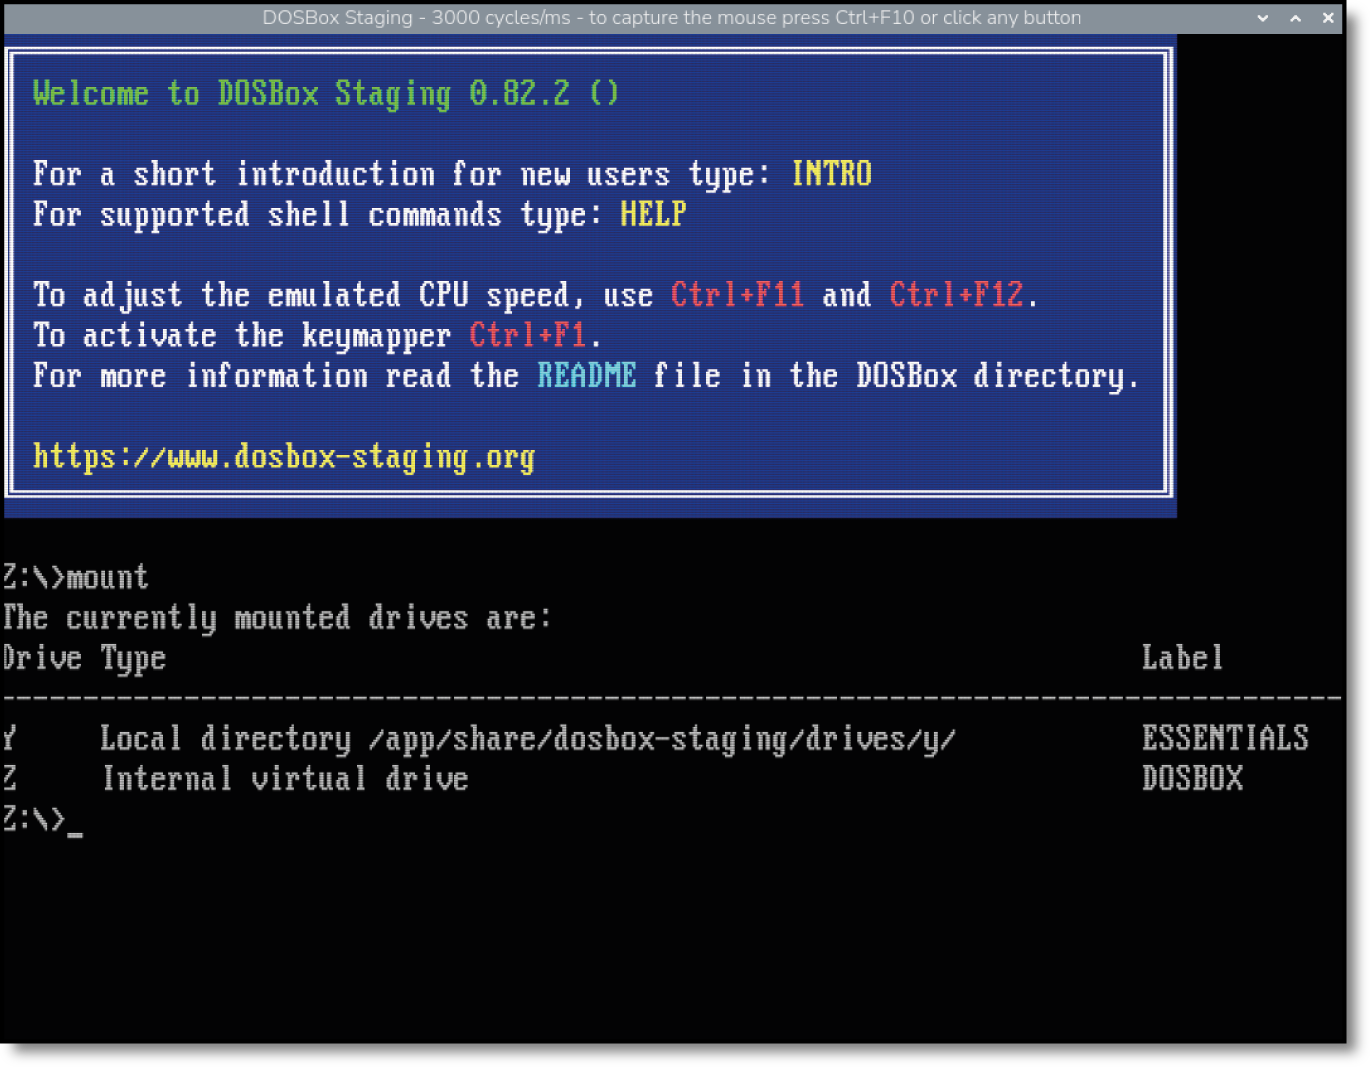 DOSBox Staging - 3000 cycles/ms - to capture the mouse press Ctrl+F10 or click any button
Welcome to DOSBox Staging 0.82.2 ()
For a short introduction for new users type: INTRO
For supported shell commands type: HELP
To adjust the emulated CPU speed, use Ctrl+F11 and Ctrl+F12.
To activate the keymapper Ctrl+F1.
For more information read the README file in the DOSBox directory.
https://www.dosbox-staging.org
Z:\>mount
The currently mounted drives are:
Drive Type Label
--------------------------------------------------------------------------------
Y Local directory /app/share/dosbox-staging/drives/y/ ESSENTIALS
Z Internal virtual drive DOSBOX
Z:\>_